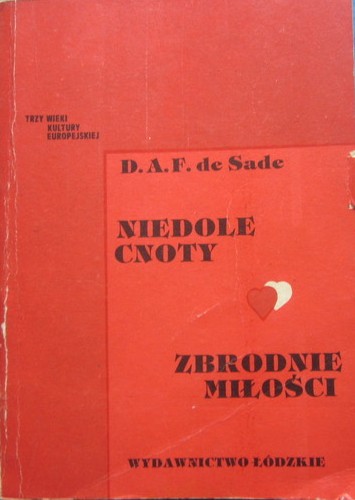 TRZY WIEKI
KULTURY
EUROPEJSKIEJ
D. A. F. de Sade
NIEDOLE
CNOTY
ZBRODNIE
MIŁOŚCI
WYDAWNICTWO ŁÓDZKIE